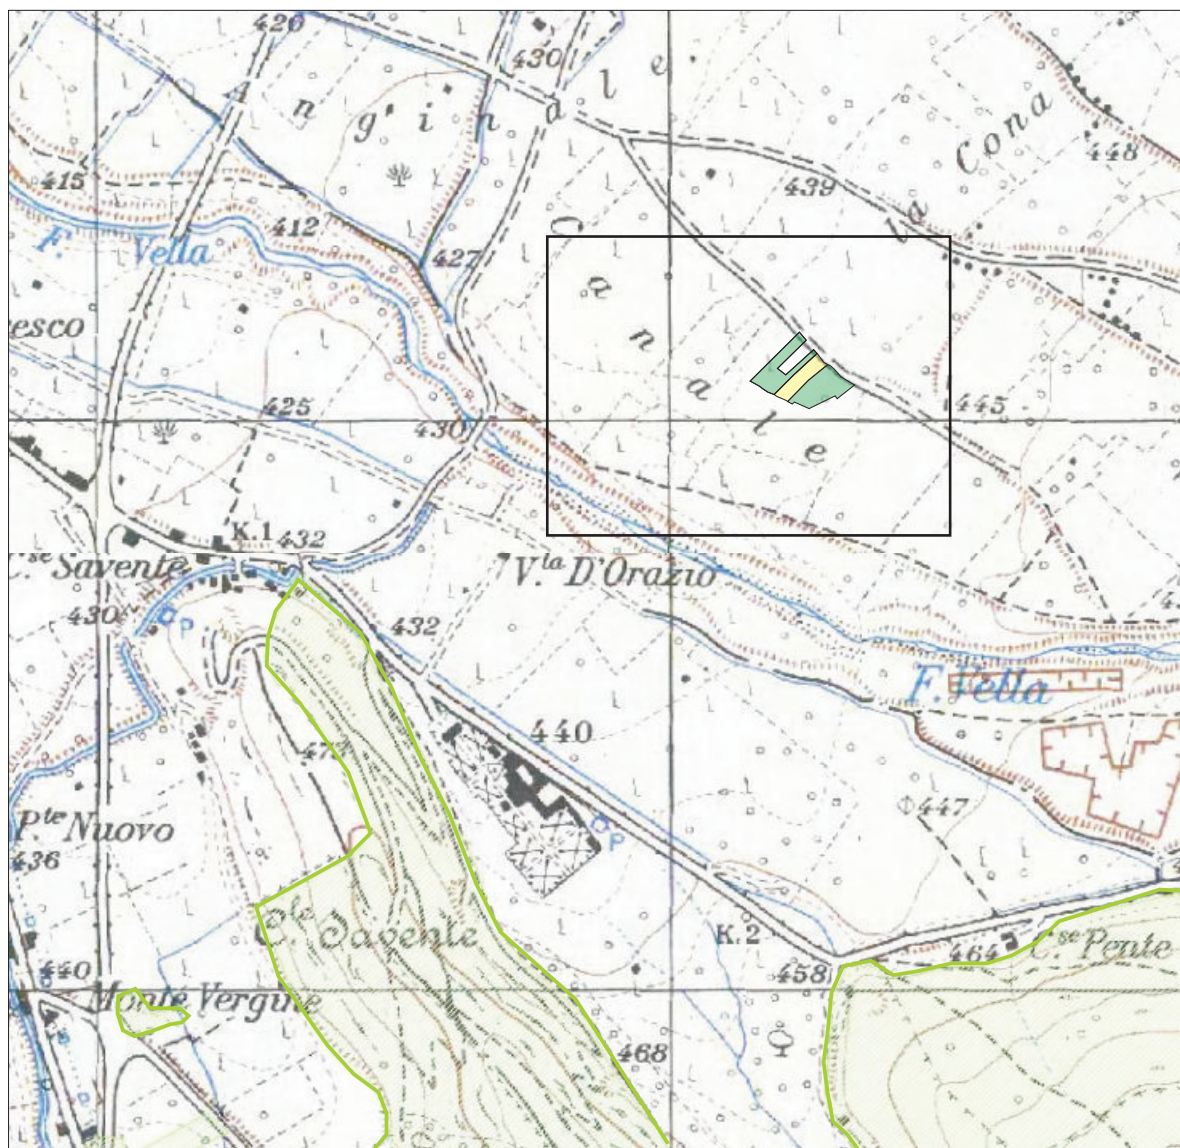 420
430
n g i n a l e
Cona
448
415
439
412
La
F. Vella
427
Canale
esco
425
445
430
K.1
432
C.se Savente
V.ta D'Orazio
430
P
432
F. Vella
440
P.te Nuovo
447
P
436
C.le Savente
K.2
464
C.se Pente
458
440
Monte Vergine
468